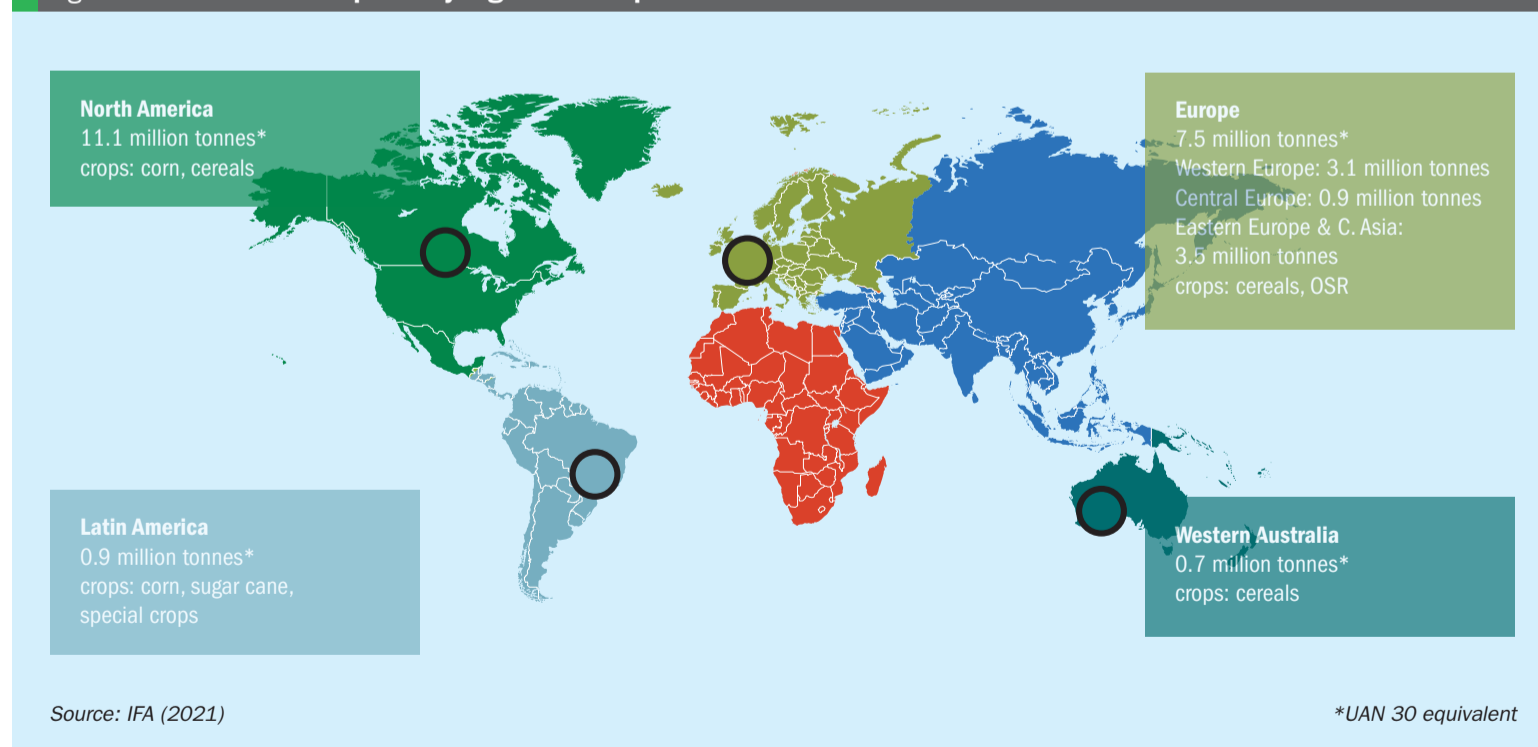 North America
11.1 million tonnes*
crops: corn, cereals
Europe
7.5 million tonnes*
Western Europe: 3.1 million tonnes
Central Europe: 0.9 million tonnes
Eastern Europe & C. Asia:
3.5 million tonnes
crops: cereals, OSR
Latin America
0.9 million tonnes*
crops: corn, sugar cane,
special crops
Western Australia
0.7 million tonnes*
crops: cereals
Source: IFA (2021)
*UAN 30 equivalent